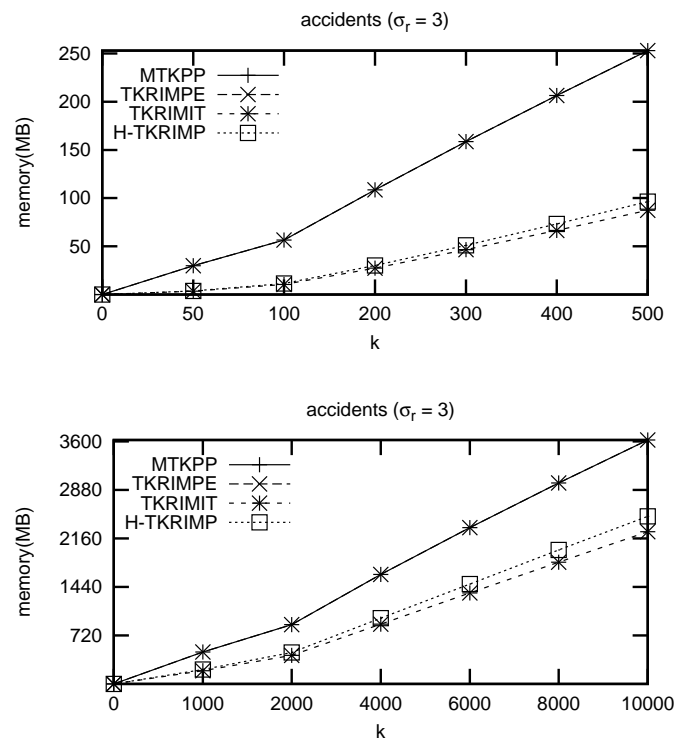 accidents (σr = 3)
memory(MB)
250
200
150
100
50
MTKPP
TKRIMPE
TKRIMIT
H-TKRIMP
0 50 100 200 300 400 500
k
accidents (σr = 3)
memory(MB)
3600
2880
2160
1440
720
MTKPP
TKRIMPE
TKRIMIT
H-TKRIMP
0 1000 2000 4000 6000 8000 10000
k